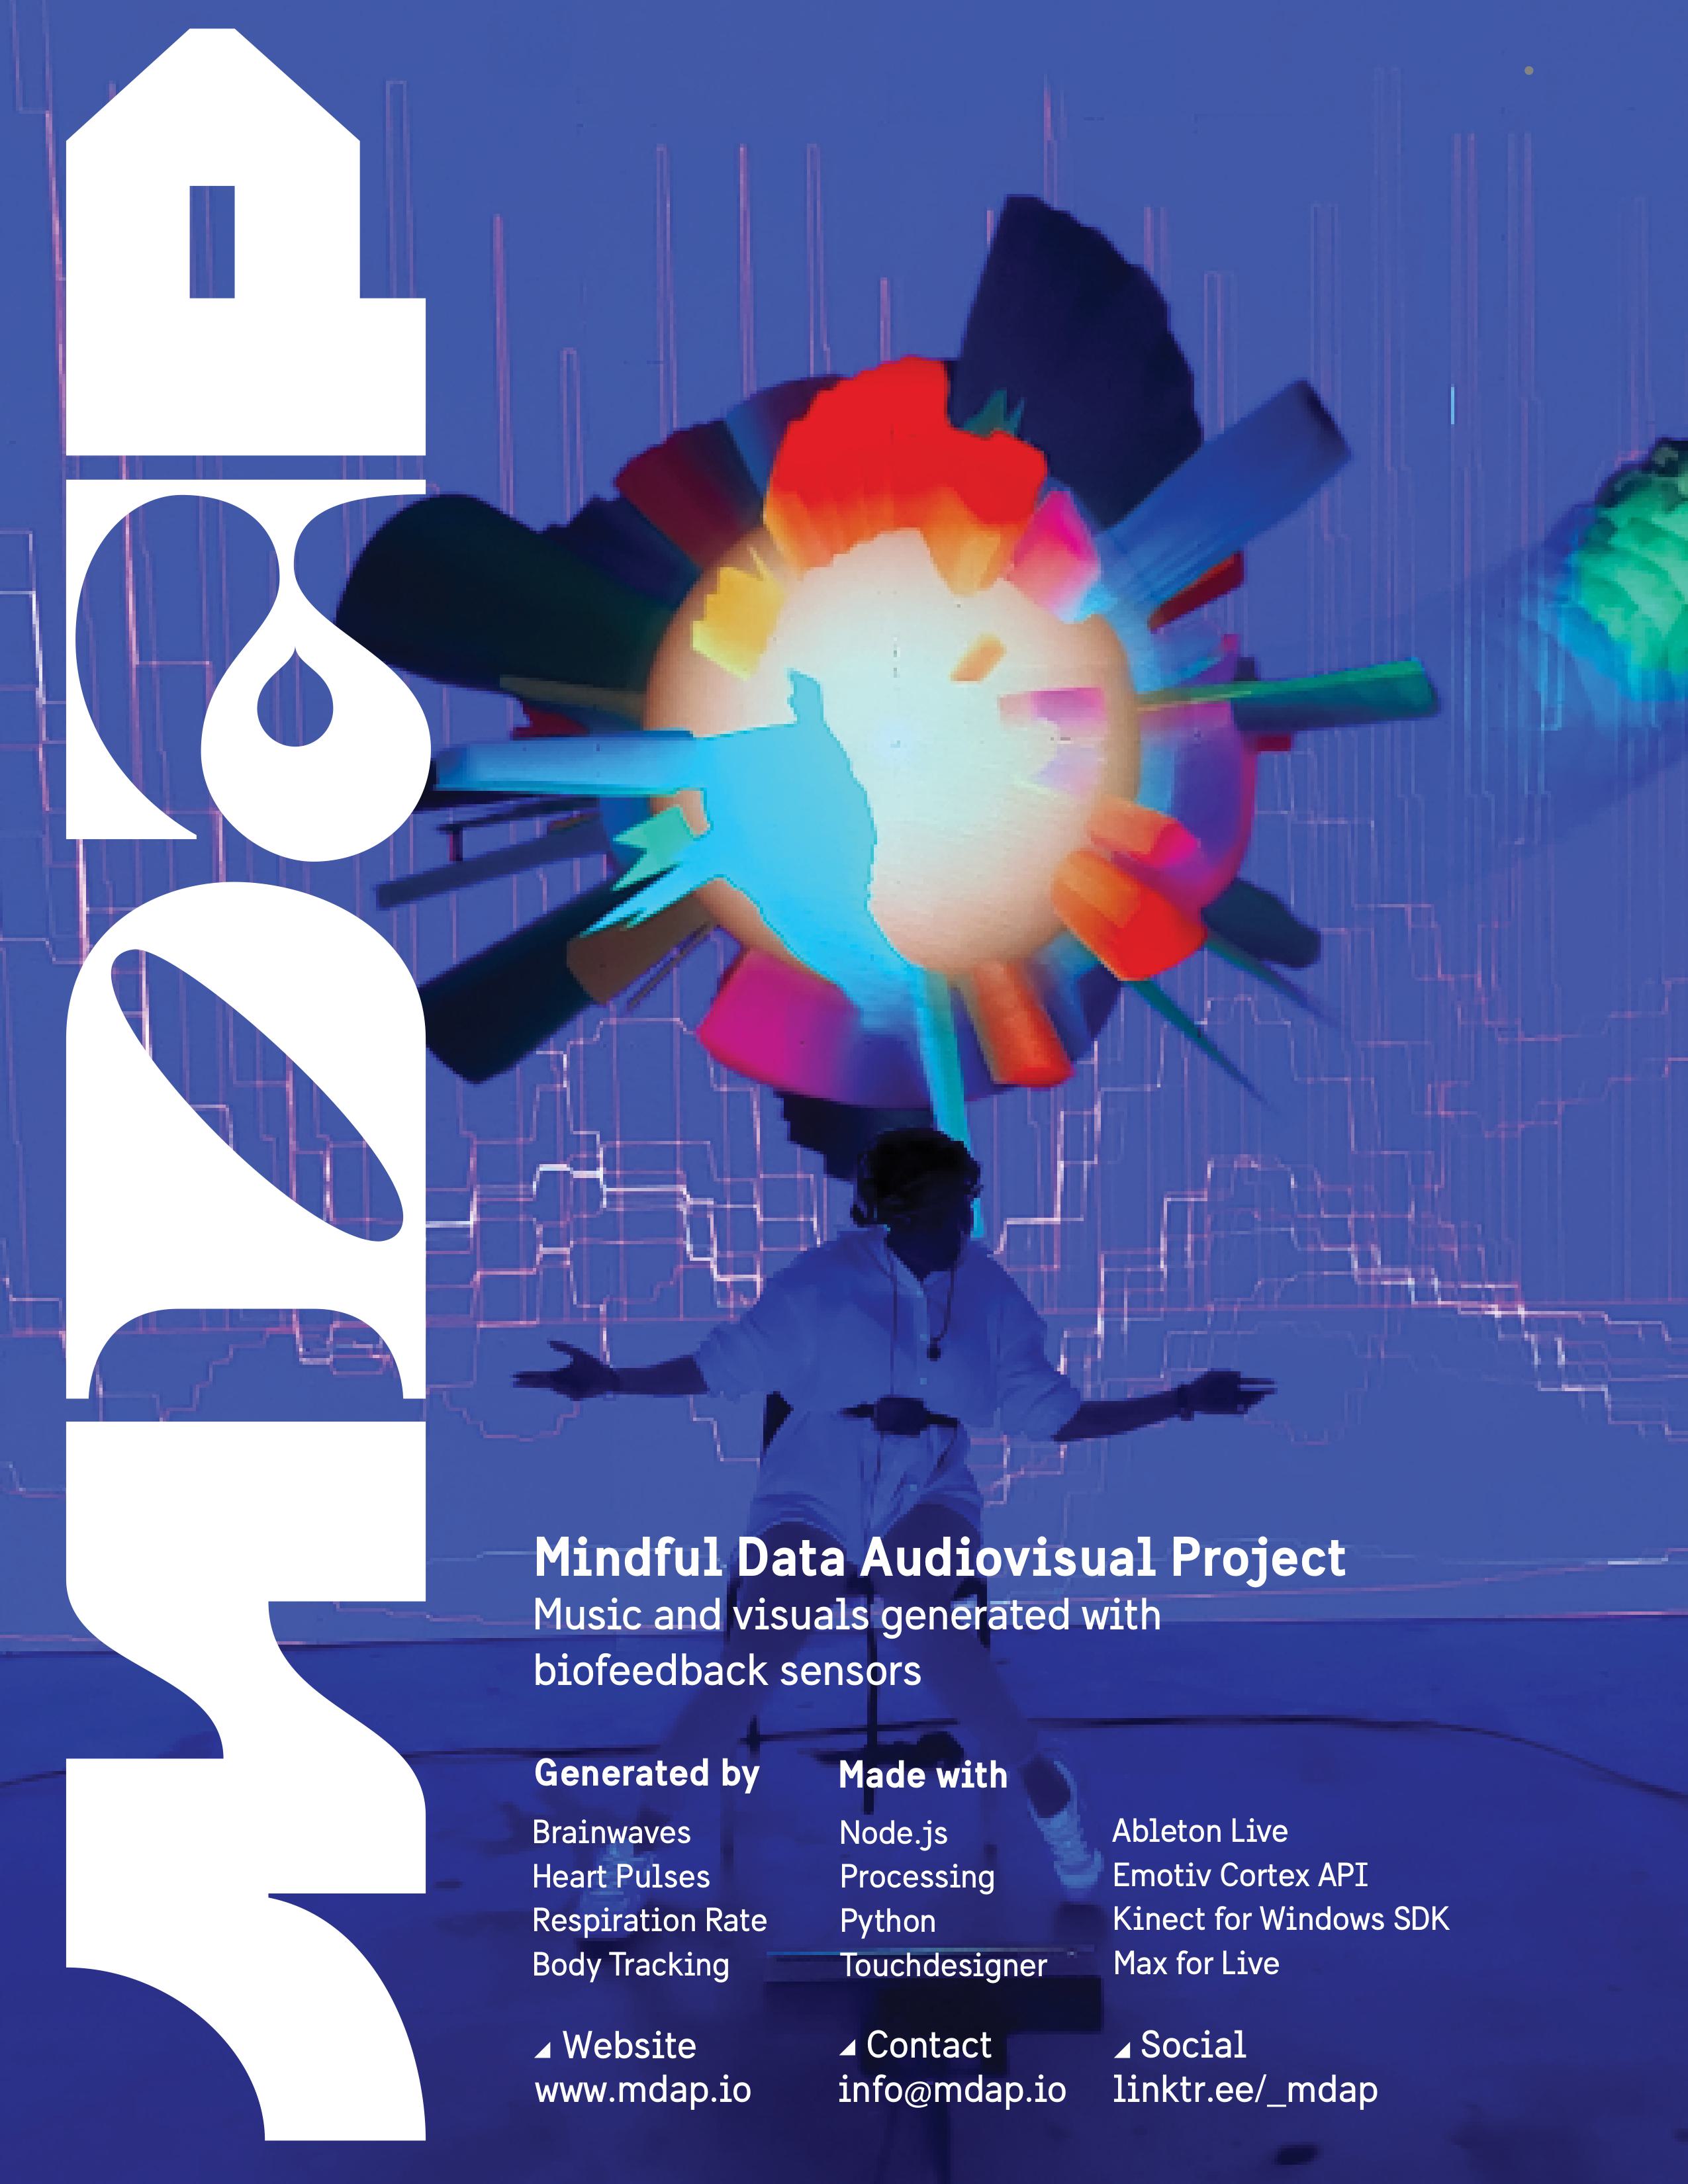 MDAP
Mindful Data Audiovisual Project
Music and visuals generated with
biofeedback sensors
Generated by
Brainwaves
Heart Pulses
Respiration Rate
Body Tracking
Made with
Node.js
Processing
Python
Touchdesigner
Ableton Live
Emotiv Cortex API
Kinect for Windows SDK
Max for Live
Website
www.mdap.io
Contact
info@mdap.io
Social
linktr.ee/_mdap